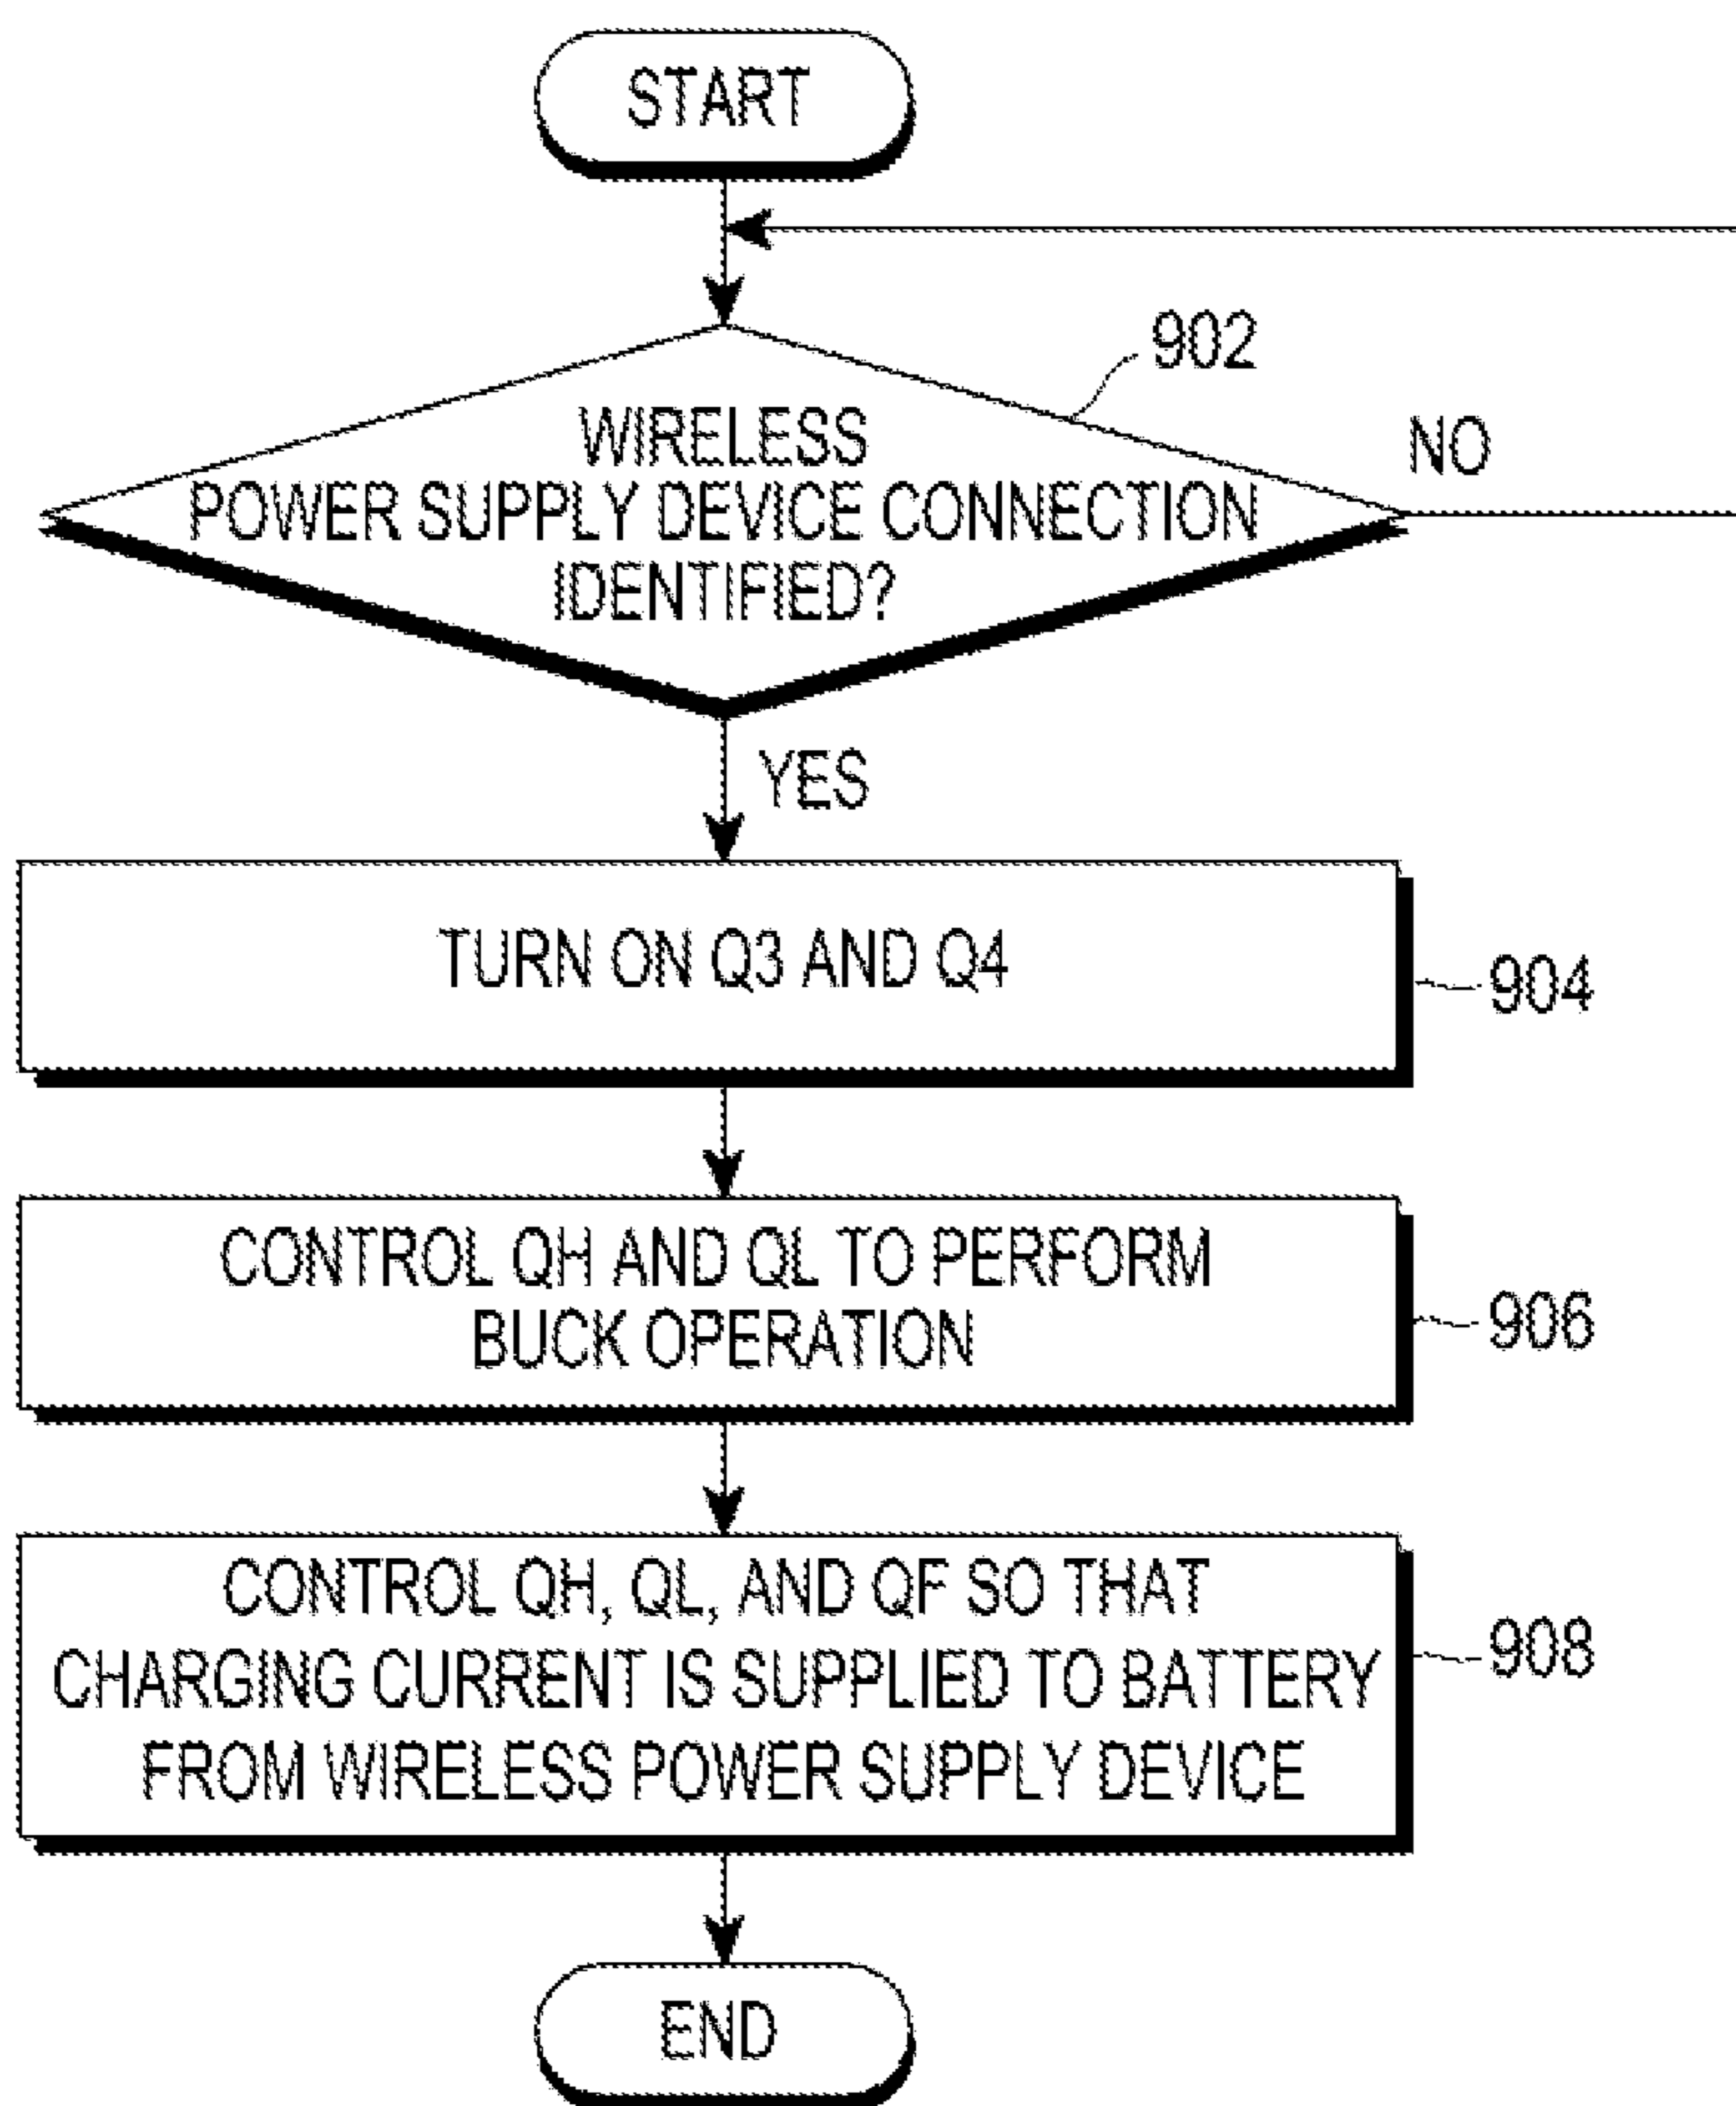 START
902
WIRELESS
POWER SUPPLY DEVICE CONNECTION
IDENTIFIED?
NO
YES
TURN ON Q3 AND Q4
904
CONTROL QH AND QL TO PERFORM
BUCK OPERATION
906
CONTROL QH, QL, AND QF SO THAT
CHARGING CURRENT IS SUPPLIED TO BATTERY
FROM WIRELESS POWER SUPPLY DEVICE
908
END